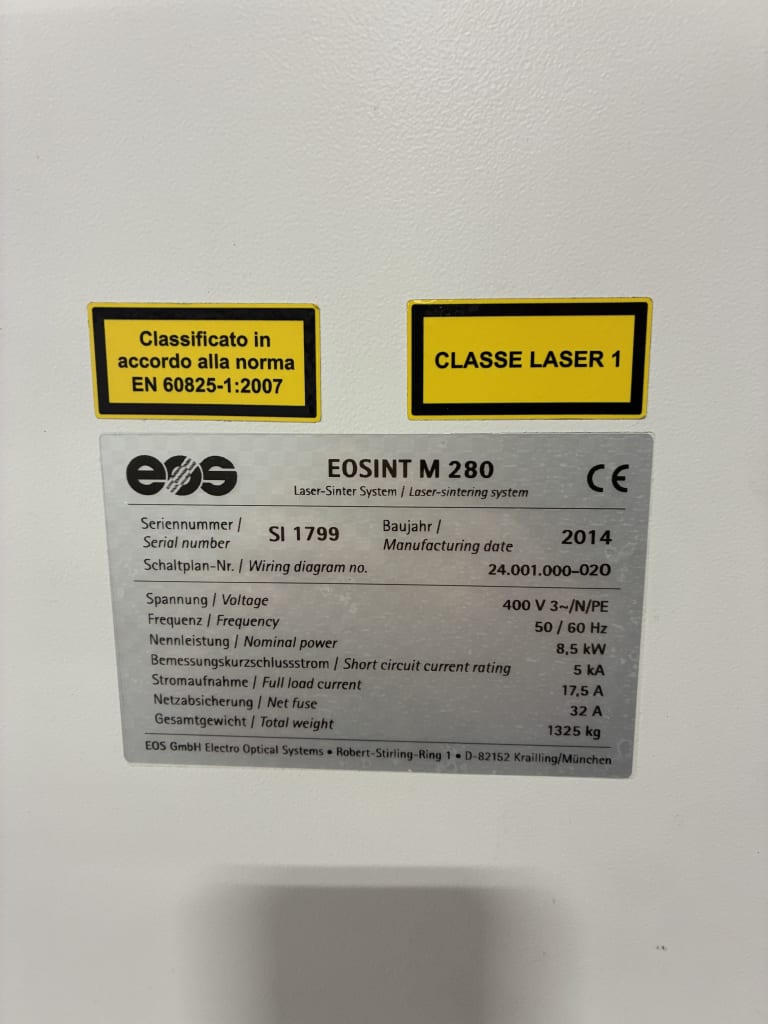 Classificato in
accordo alla norma
EN 60825-1:2007
CLASSE LASER 1
eos
EOSINT M 280
CE
Laser-Sinter System / Laser-sintering system
Seriennummer / Serial number SI 1799
Baujahr / Manufacturing date 2014
Schaltplan-Nr. / Wiring diagram no. 24.001.000-020
Spannung / Voltage 400 V 3~/N/PE
Frequenz / Frequency 50 / 60 Hz
Nennleistung / Nominal power 8,5 kW
Bemessungskurzschlussstrom / Short circuit current rating 5 kA
Stromaufnahme / Full load current 17,5 A
Netzabsicherung / Net fuse 32 A
Gesamtgewicht / Total weight 1325 kg
EOS GmbH Electro Optical Systems • Robert-Stirling-Ring 1 • D-82152 Krailling/München